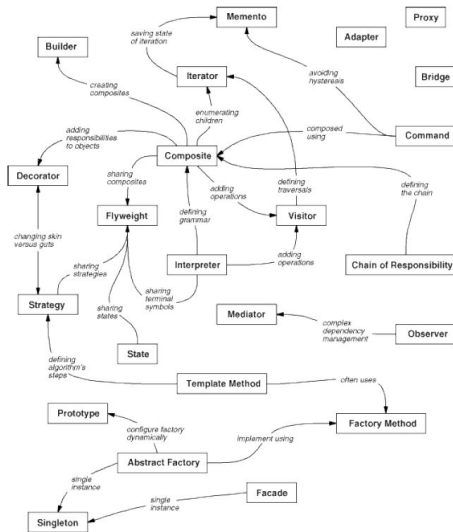 Memento
Proxy
saving state
of iteration
Adapter
Builder
Iterator
avoiding
hysteresis
Bridge
creating
composites
enumerating
children
composed
using
Command
adding
responsibilities
to objects
Composite
Decorator
sharing
composites
adding
operations
defining
traversals
defining
the chain
Flyweight
defining
grammar
Visitor
changing skin
versus guts
Interpreter
adding
operations
Chain of Responsibility
sharing
strategies
sharing
terminal
symbols
Strategy
sharing
states
Mediator
complex
dependency
management
Observer
State
defining
algorithm's
steps
Template Method
often uses
Prototype
Factory Method
configure factory
dynamically
implement using
Abstract Factory
single
instance
single
instance
Facade
Singleton